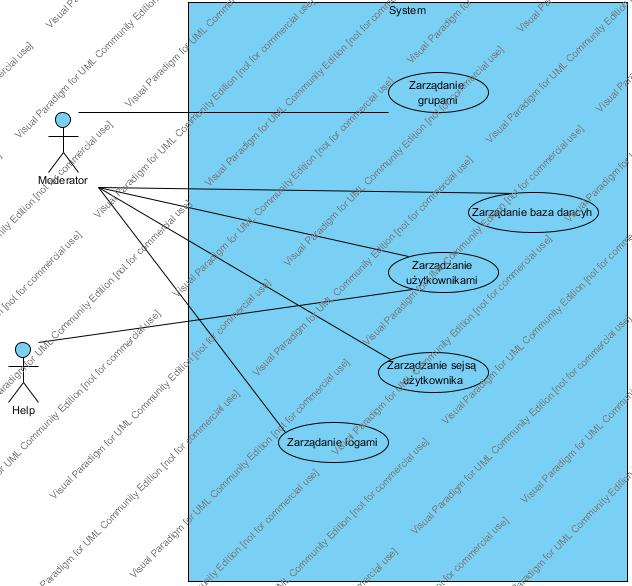 System
Zarządanie
grupami
Moderator
Zarządanie baza dancyh
Zarządzanie
użytkownikami
Help
Zarządzanie sejsą
użytkownika
Zarządanie logami
Visual Paradigm for UML Community Edition [not for commercial use]